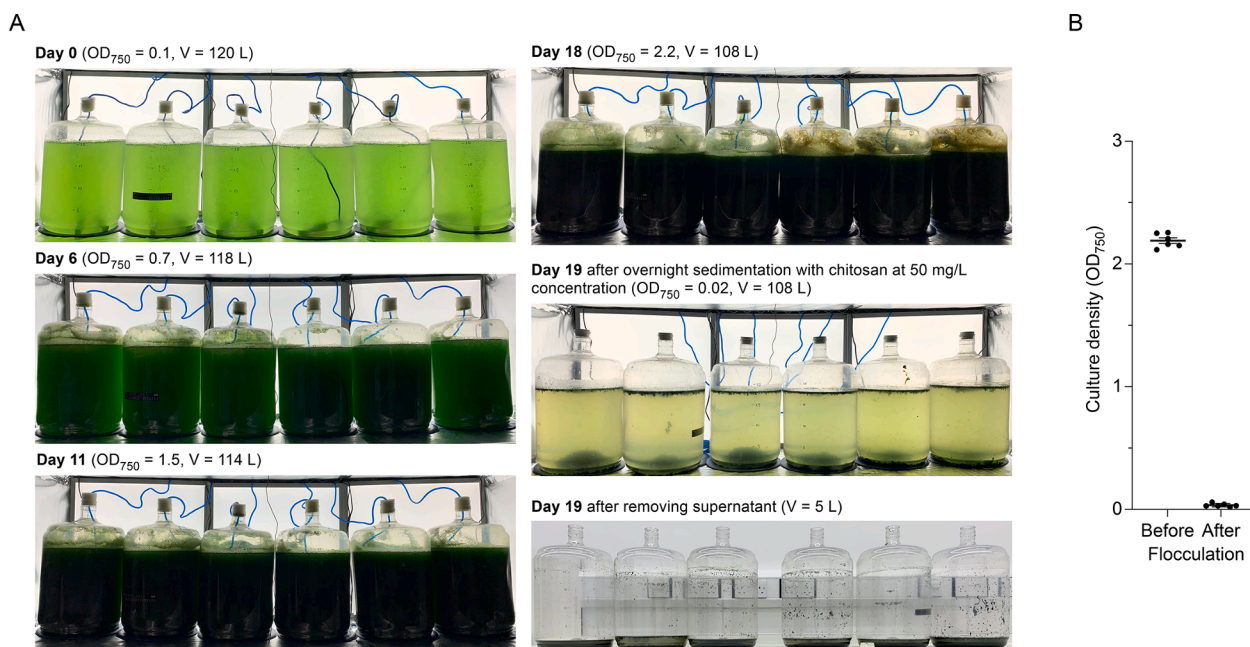 A
Day 0 (OD750 = 0.1, V = 120 L)
Day 6 (OD750 = 0.7, V = 118 L)
Day 11 (OD750 = 1.5, V = 114 L)
Day 18 (OD750 = 2.2, V = 108 L)
Day 19 after overnight sedimentation with chitosan at 50 mg/L
concentration (OD750 = 0.02, V = 108 L)
Day 19 after removing supernatant (V = 5 L)
B
Culture density (OD750)
3
2
1
0
Before After
Flocculation